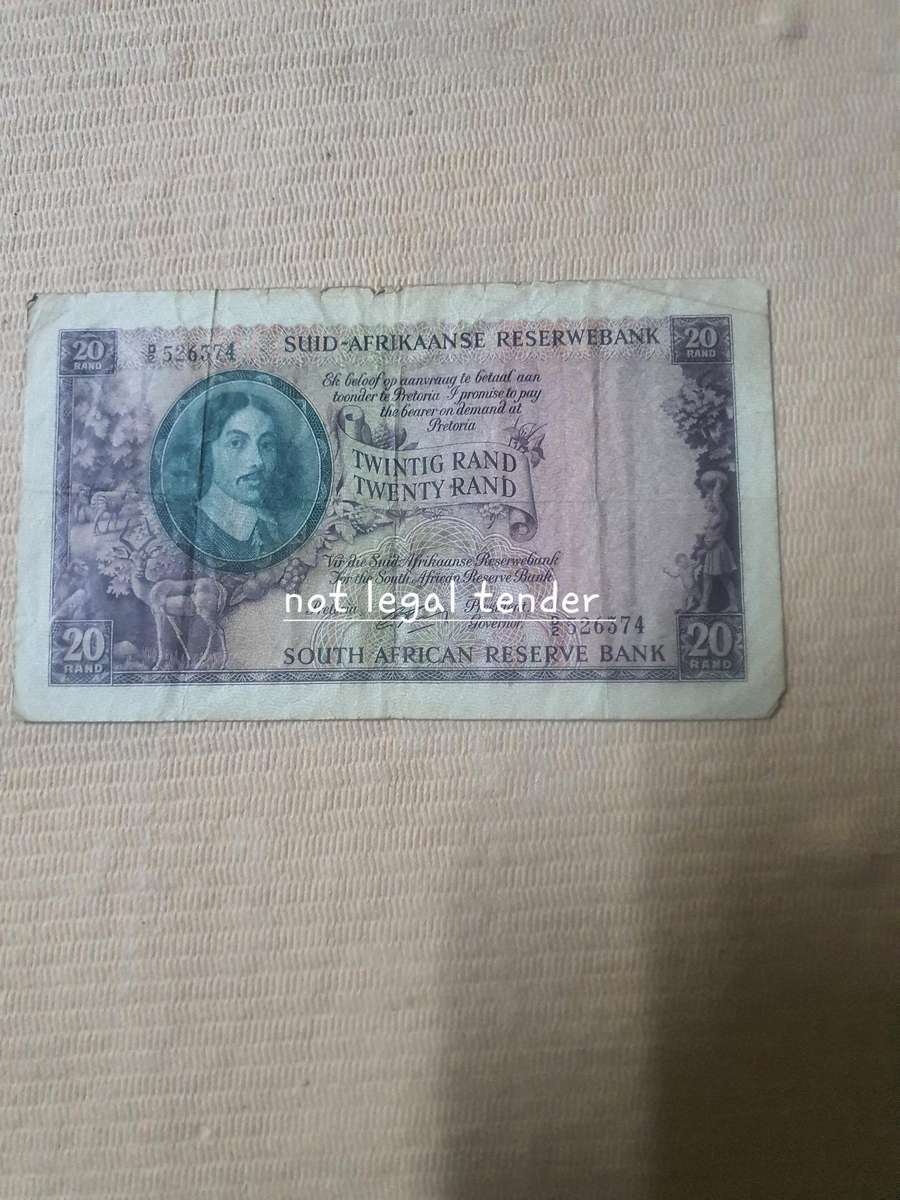 20
RAND
D/2 526374
SUID-AFRIKAANSE RESERWEBANK
20
RAND
Ek beloof op aanvraag te betaal aan
toonder te Pretoria I promise to pay
the bearer on demand at
Pretoria
TWINTIG RAND
TWENTY RAND
Vir die Suid-Afrikaanse Reserwebank
For the South African Reserve Bank
not legal tender
Pretoria
President
Governor
D/2 526374
20
RAND
SOUTH AFRICAN RESERVE BANK
20
RAND